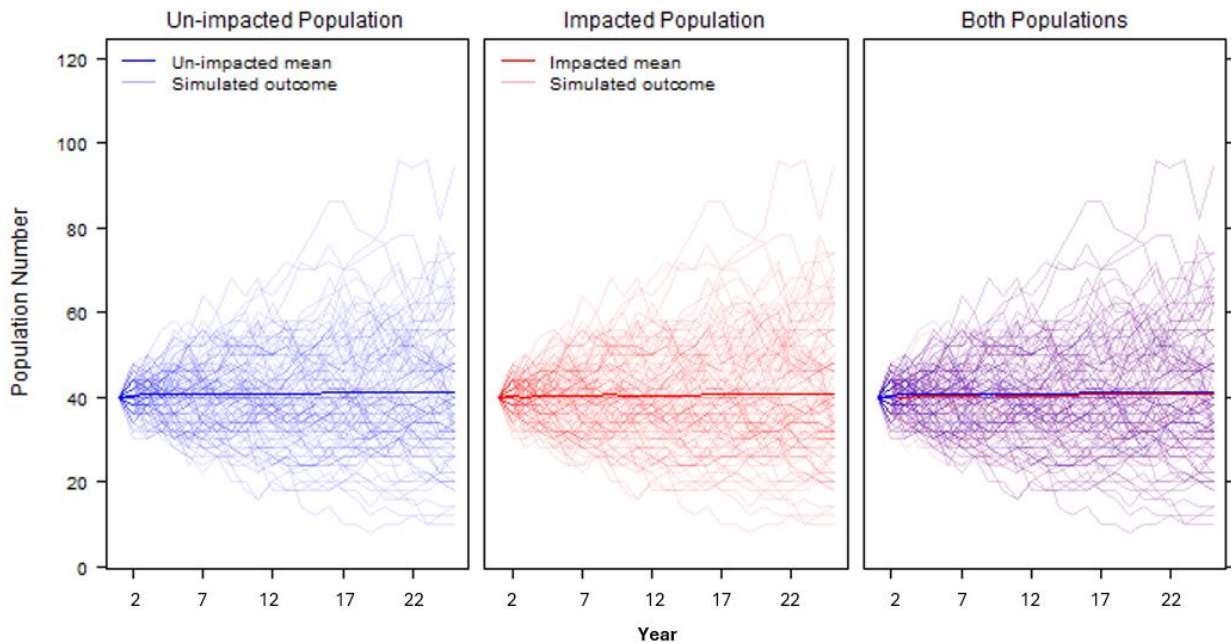 Un-impacted Population
Impacted Population
Both Populations
Population Number
120
100
80
60
40
20
0
Un-impacted mean
Simulated outcome
Impacted mean
Simulated outcome
2 7 12 17 22
2 7 12 17 22
2 7 12 17 22
Year